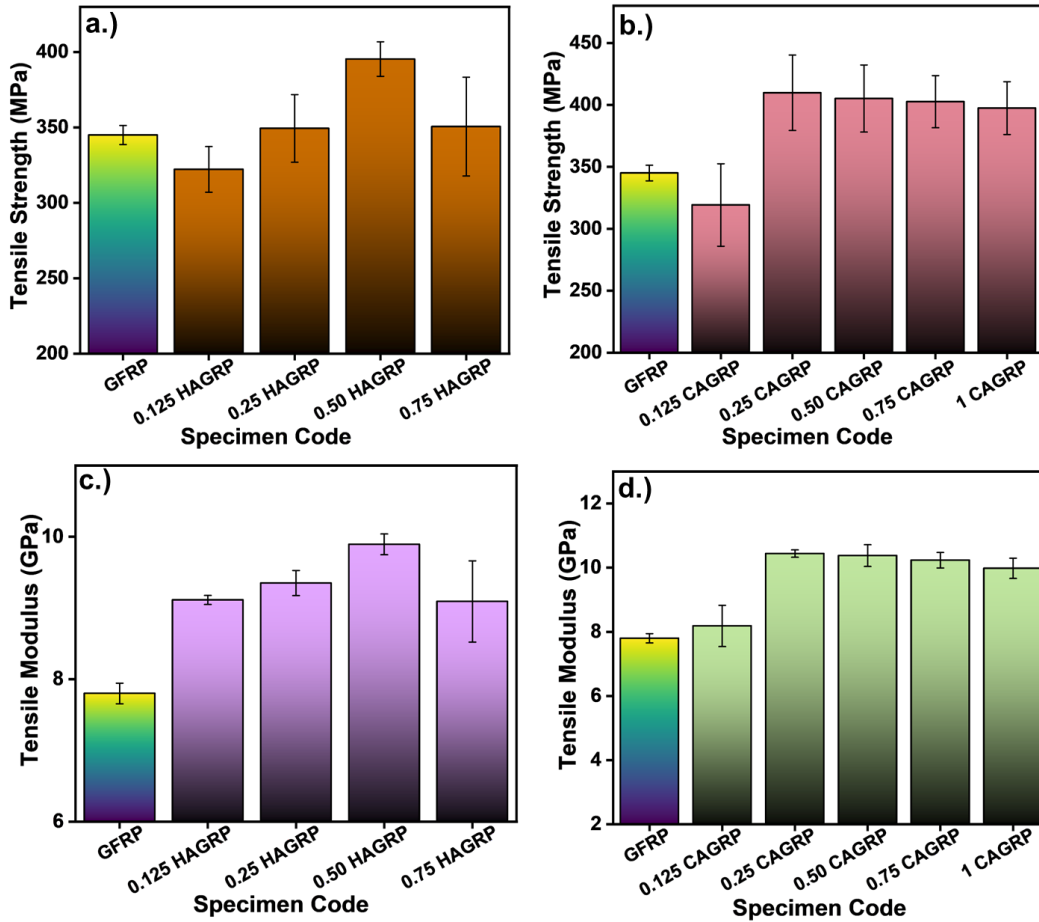 a.)
Tensile Strength (MPa)
400
350
300
250
200
GFRP
0.125 HAGRP
0.25 HAGRP
0.50 HAGRP
0.75 HAGRP
Specimen Code
b.)
Tensile Strength (MPa)
450
400
350
300
250
200
GFRP
0.125 CAGRP
0.25 CAGRP
0.50 CAGRP
0.75 CAGRP
1 CAGRP
Specimen Code
c.)
Tensile Modulus (GPa)
10
8
6
GFRP
0.125 HAGRP
0.25 HAGRP
0.50 HAGRP
0.75 HAGRP
Specimen Code
d.)
Tensile Modulus (GPa)
12
10
8
6
4
2
GFRP
0.125 CAGRP
0.25 CAGRP
0.50 CAGRP
0.75 CAGRP
1 CAGRP
Specimen Code